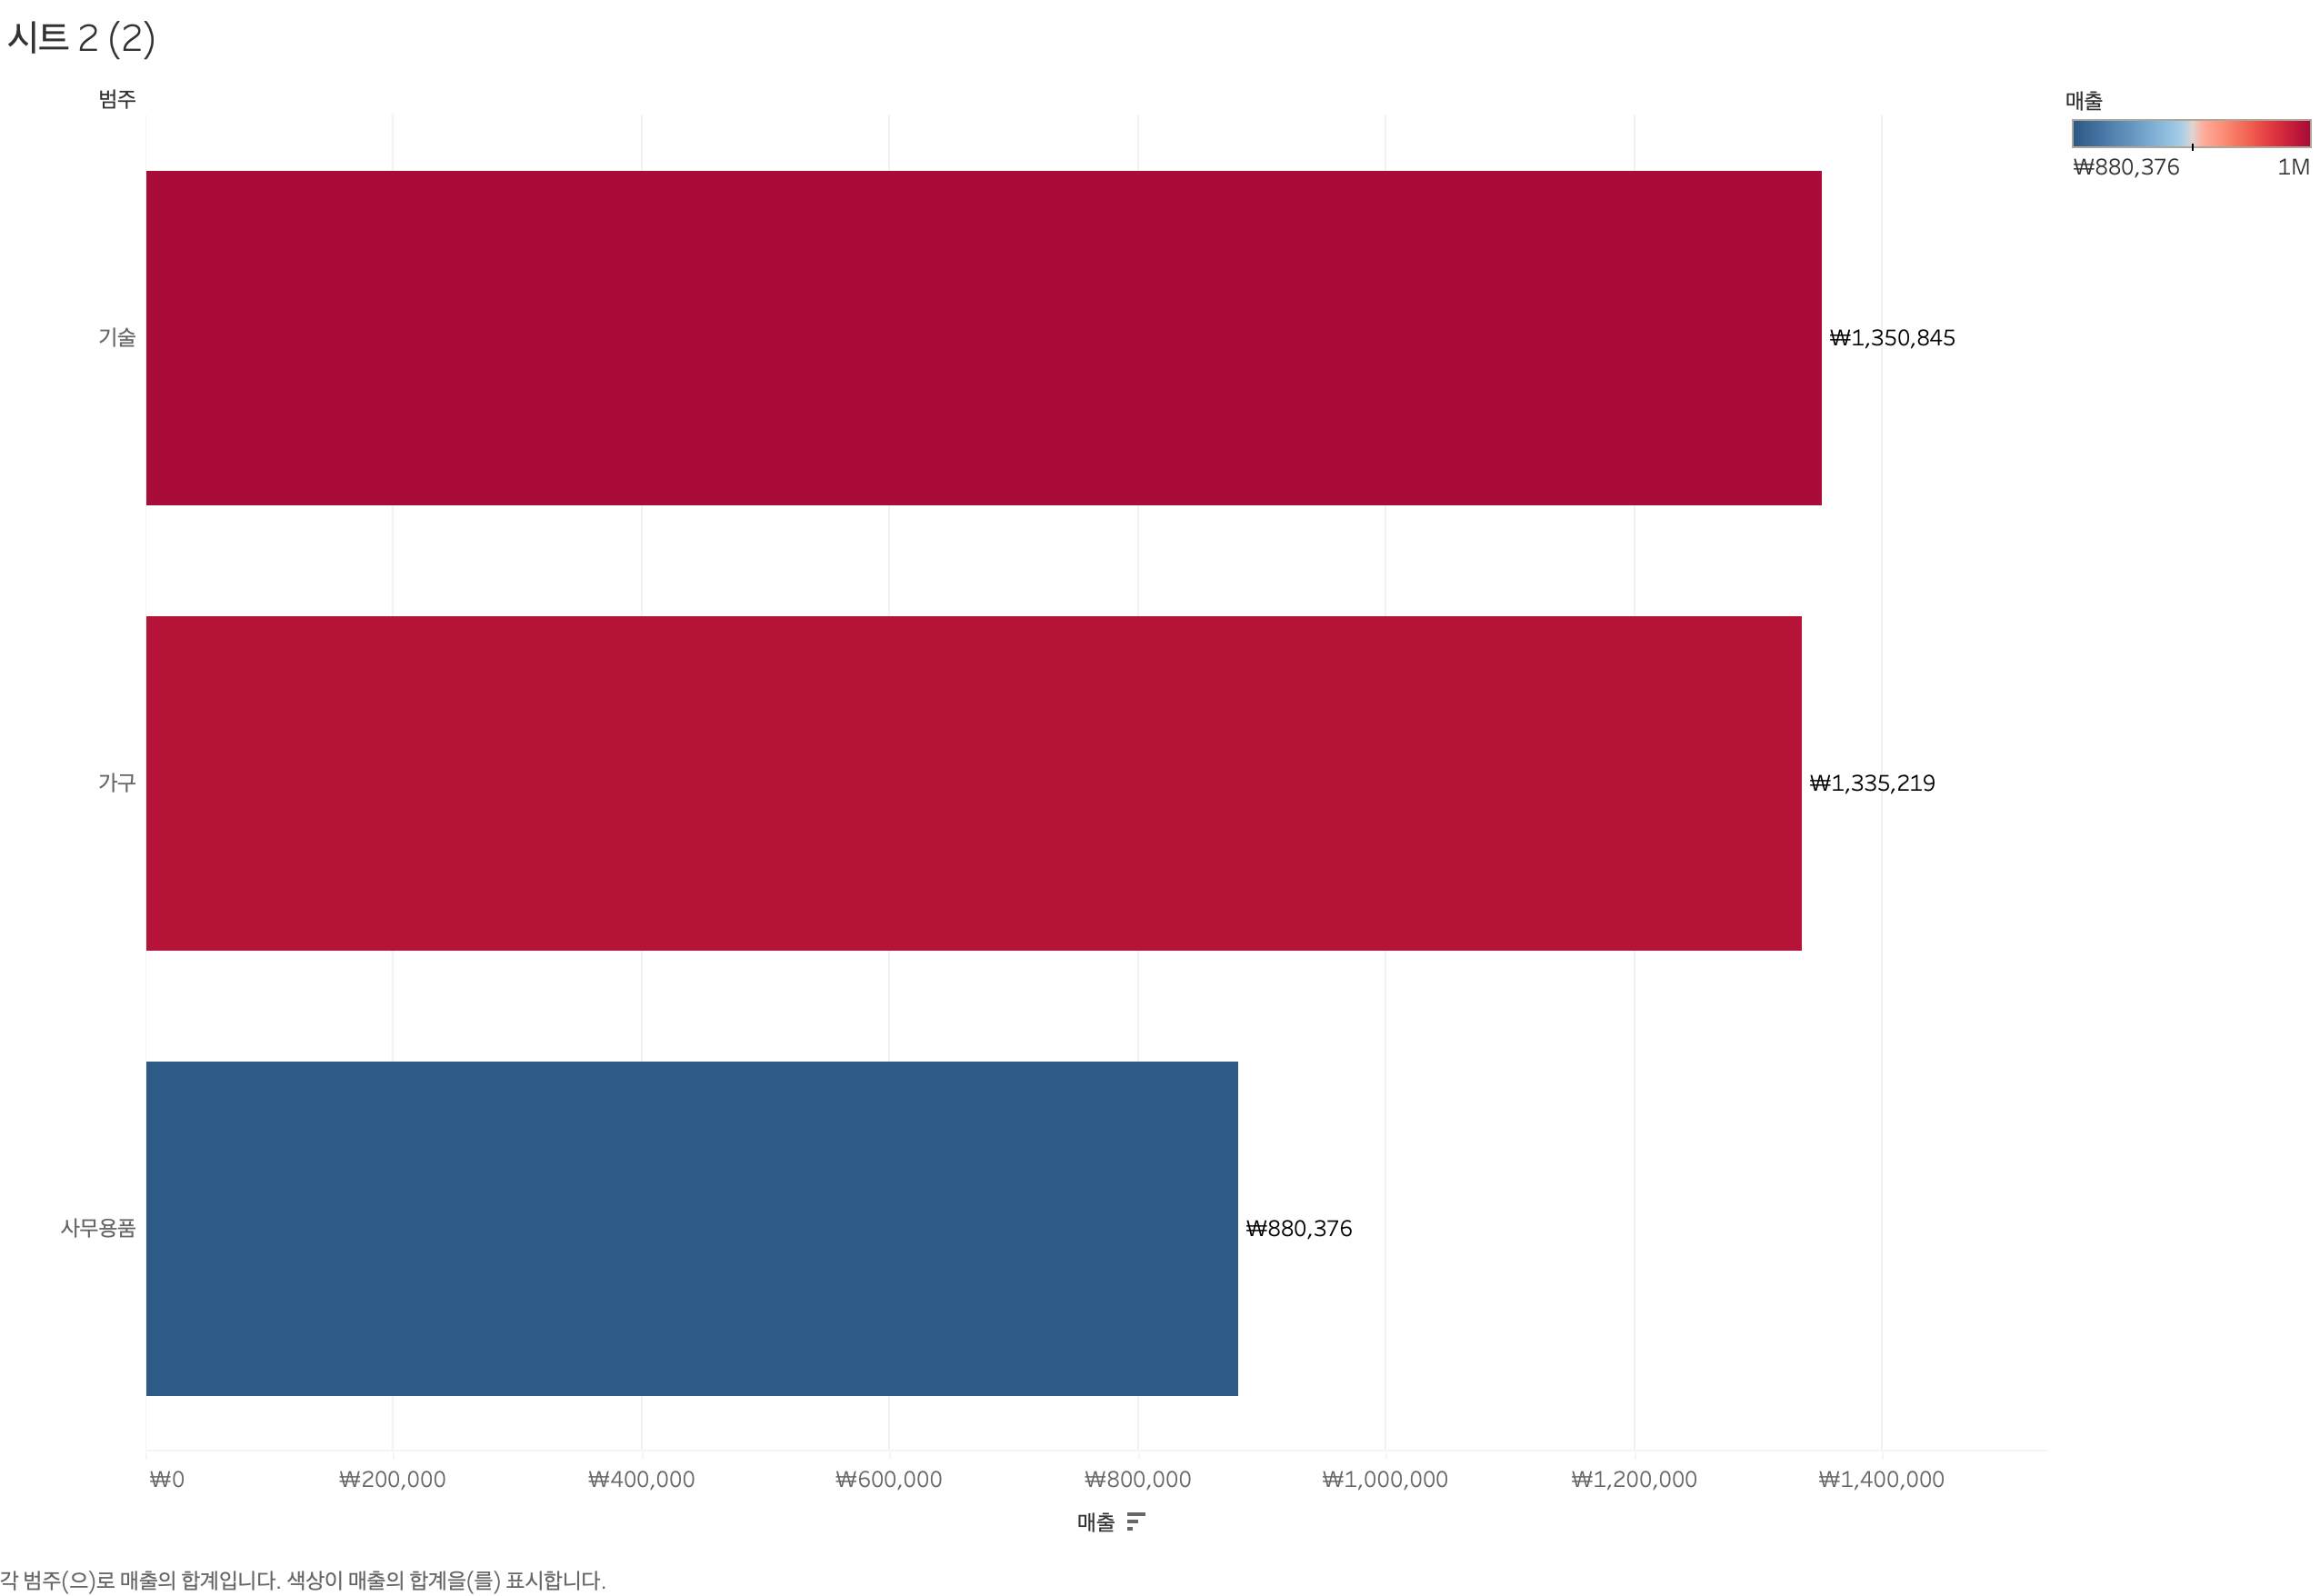 시트 2 (2)
범주
매출
₩880,376 1M
기술
₩1,350,845
가구
₩1,335,219
사무용품
₩880,376
₩0 ₩200,000 ₩400,000 ₩600,000 ₩800,000 ₩1,000,000 ₩1,200,000 ₩1,400,000
매출
각 범주(으)로 매출의 합계입니다. 색상이 매출의 합계을(를) 표시합니다.